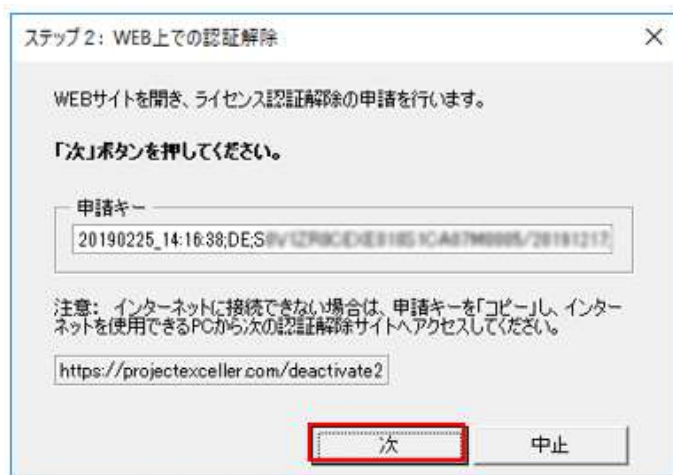 ステップ2: WEB上での認証解除
WEBサイトを開き、ライセンス認証解除の申請を行います。
「次」ボタンを押してください。
申請キー
20190225_14:16:38;DE;S
注意: インターネットに接続できない場合は、申請キーを「コピー」し、インター
ネットを使用できるPCから次の認証解除サイトへアクセスしてください。
https://projectexceller.com/deactivate2
次
中止